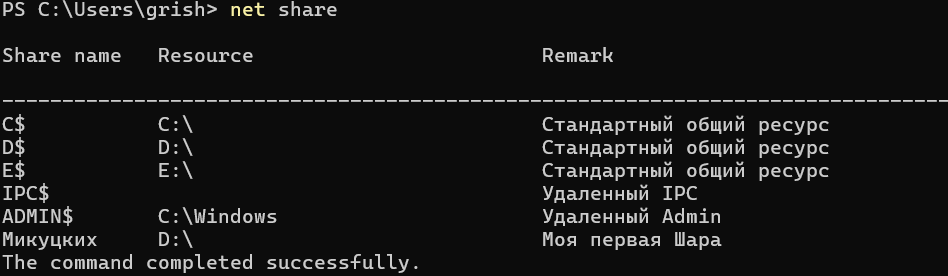 PS C:\Users\grish> net share
Share name Resource Remark
-------------------------------------------------------------------------------
C$ C:\ Стандартный общий ресурс
D$ D:\ Стандартный общий ресурс
E$ E:\ Стандартный общий ресурс
IPC$ Удаленный IPC
ADMIN$ C:\Windows Удаленный Admin
Микуцких D:\ Моя первая Шара
The command completed successfully.